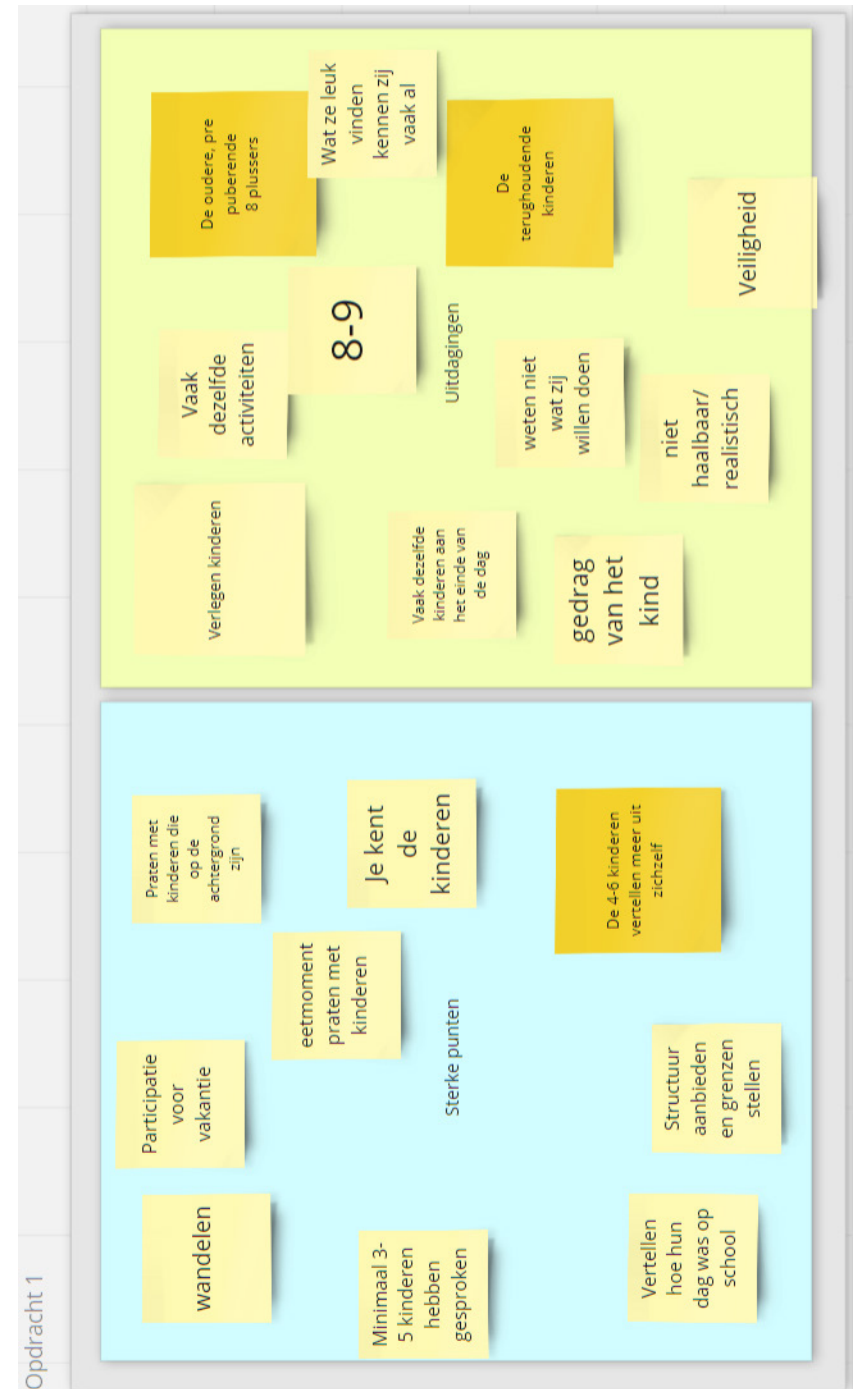 Opdracht 1
wandelen
Participatie
voor
vakantie
Praten met
kinderen die
op de
achtergrond
zijn
eetmoment
praten met
kinderen
Je kent
de
kinderen
Minimaal 3-
5 kinderen
hebben
gesproken
Sterke punten
De 4-6 kinderen
vertellen meer uit
zichzelf
Vertellen
hoe hun
dag was op
school
Structuur
aanbieden
en grenzen
stellen
Verlegen kinderen
Vaak
dezelfde
activiteiten
De oudere, pre
puberende
8 plussers
Wat ze leuk
vinden
kennen zij
vaak al
8-9
Uitdagingen
De
terughoudende
kinderen
Vaak dezelfde
kinderen aan
het einde van
de dag
weten niet
wat zij
willen doen
gedrag
van het
kind
niet
haalbaar/
realistisch
Veiligheid